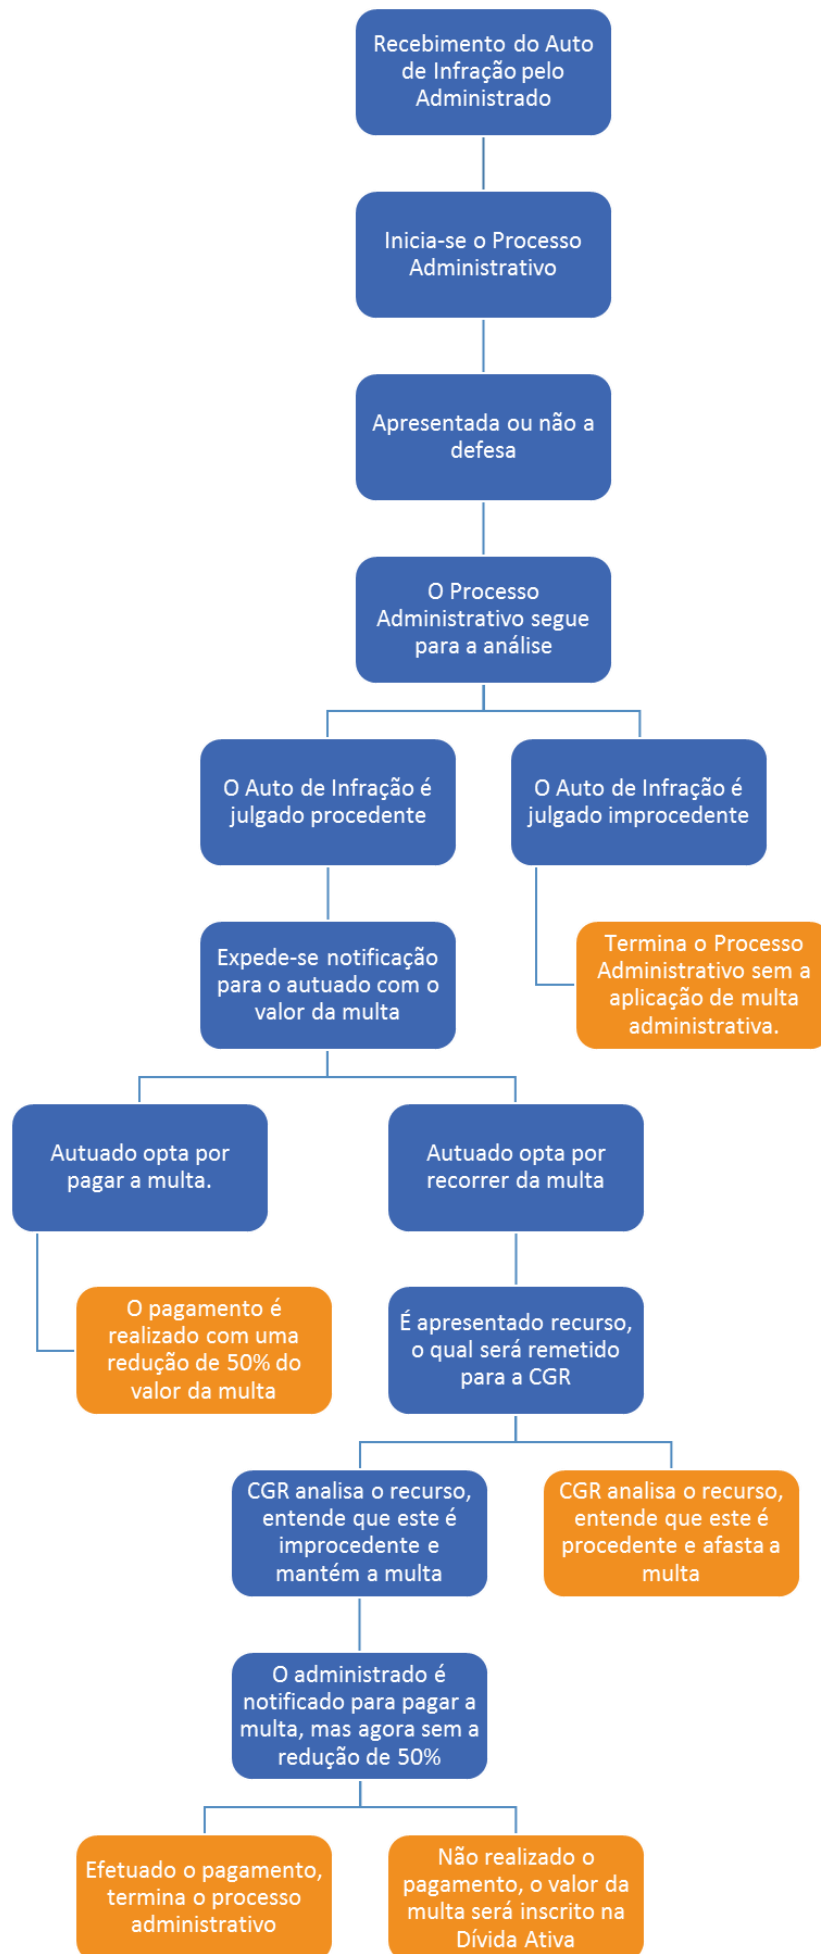 Recebimento do Auto
de Infração pelo
Administrado
Inicia-se o Processo
Administrativo
Apresentada ou não a
defesa
O Processo
Administrativo segue
para a análise
O Auto de Infração é
julgado procedente
O Auto de Infração é
julgado improcedente
Expede-se notificação
para o autuado com o
valor da multa
Termina o Processo
Administrativo sem a
aplicação de multa
administrativa.
Autuado opta por
pagar a multa.
Autuado opta por
recorrer da multa
O pagamento é
realizado com uma
redução de 50% do
valor da multa
É apresentado recurso,
o qual será remetido
para a CGR
CGR analisa o recurso,
entende que este é
improcedente e
mantém a multa
CGR analisa o recurso,
entende que este é
procedente e afasta a
multa
O administrado é
notificado para pagar a
multa, mas agora sem a
redução de 50%
Efetuado o pagamento,
termina o processo
administrativo
Não realizado o
pagamento, o valor da
multa será inscrito na
Dívida Ativa